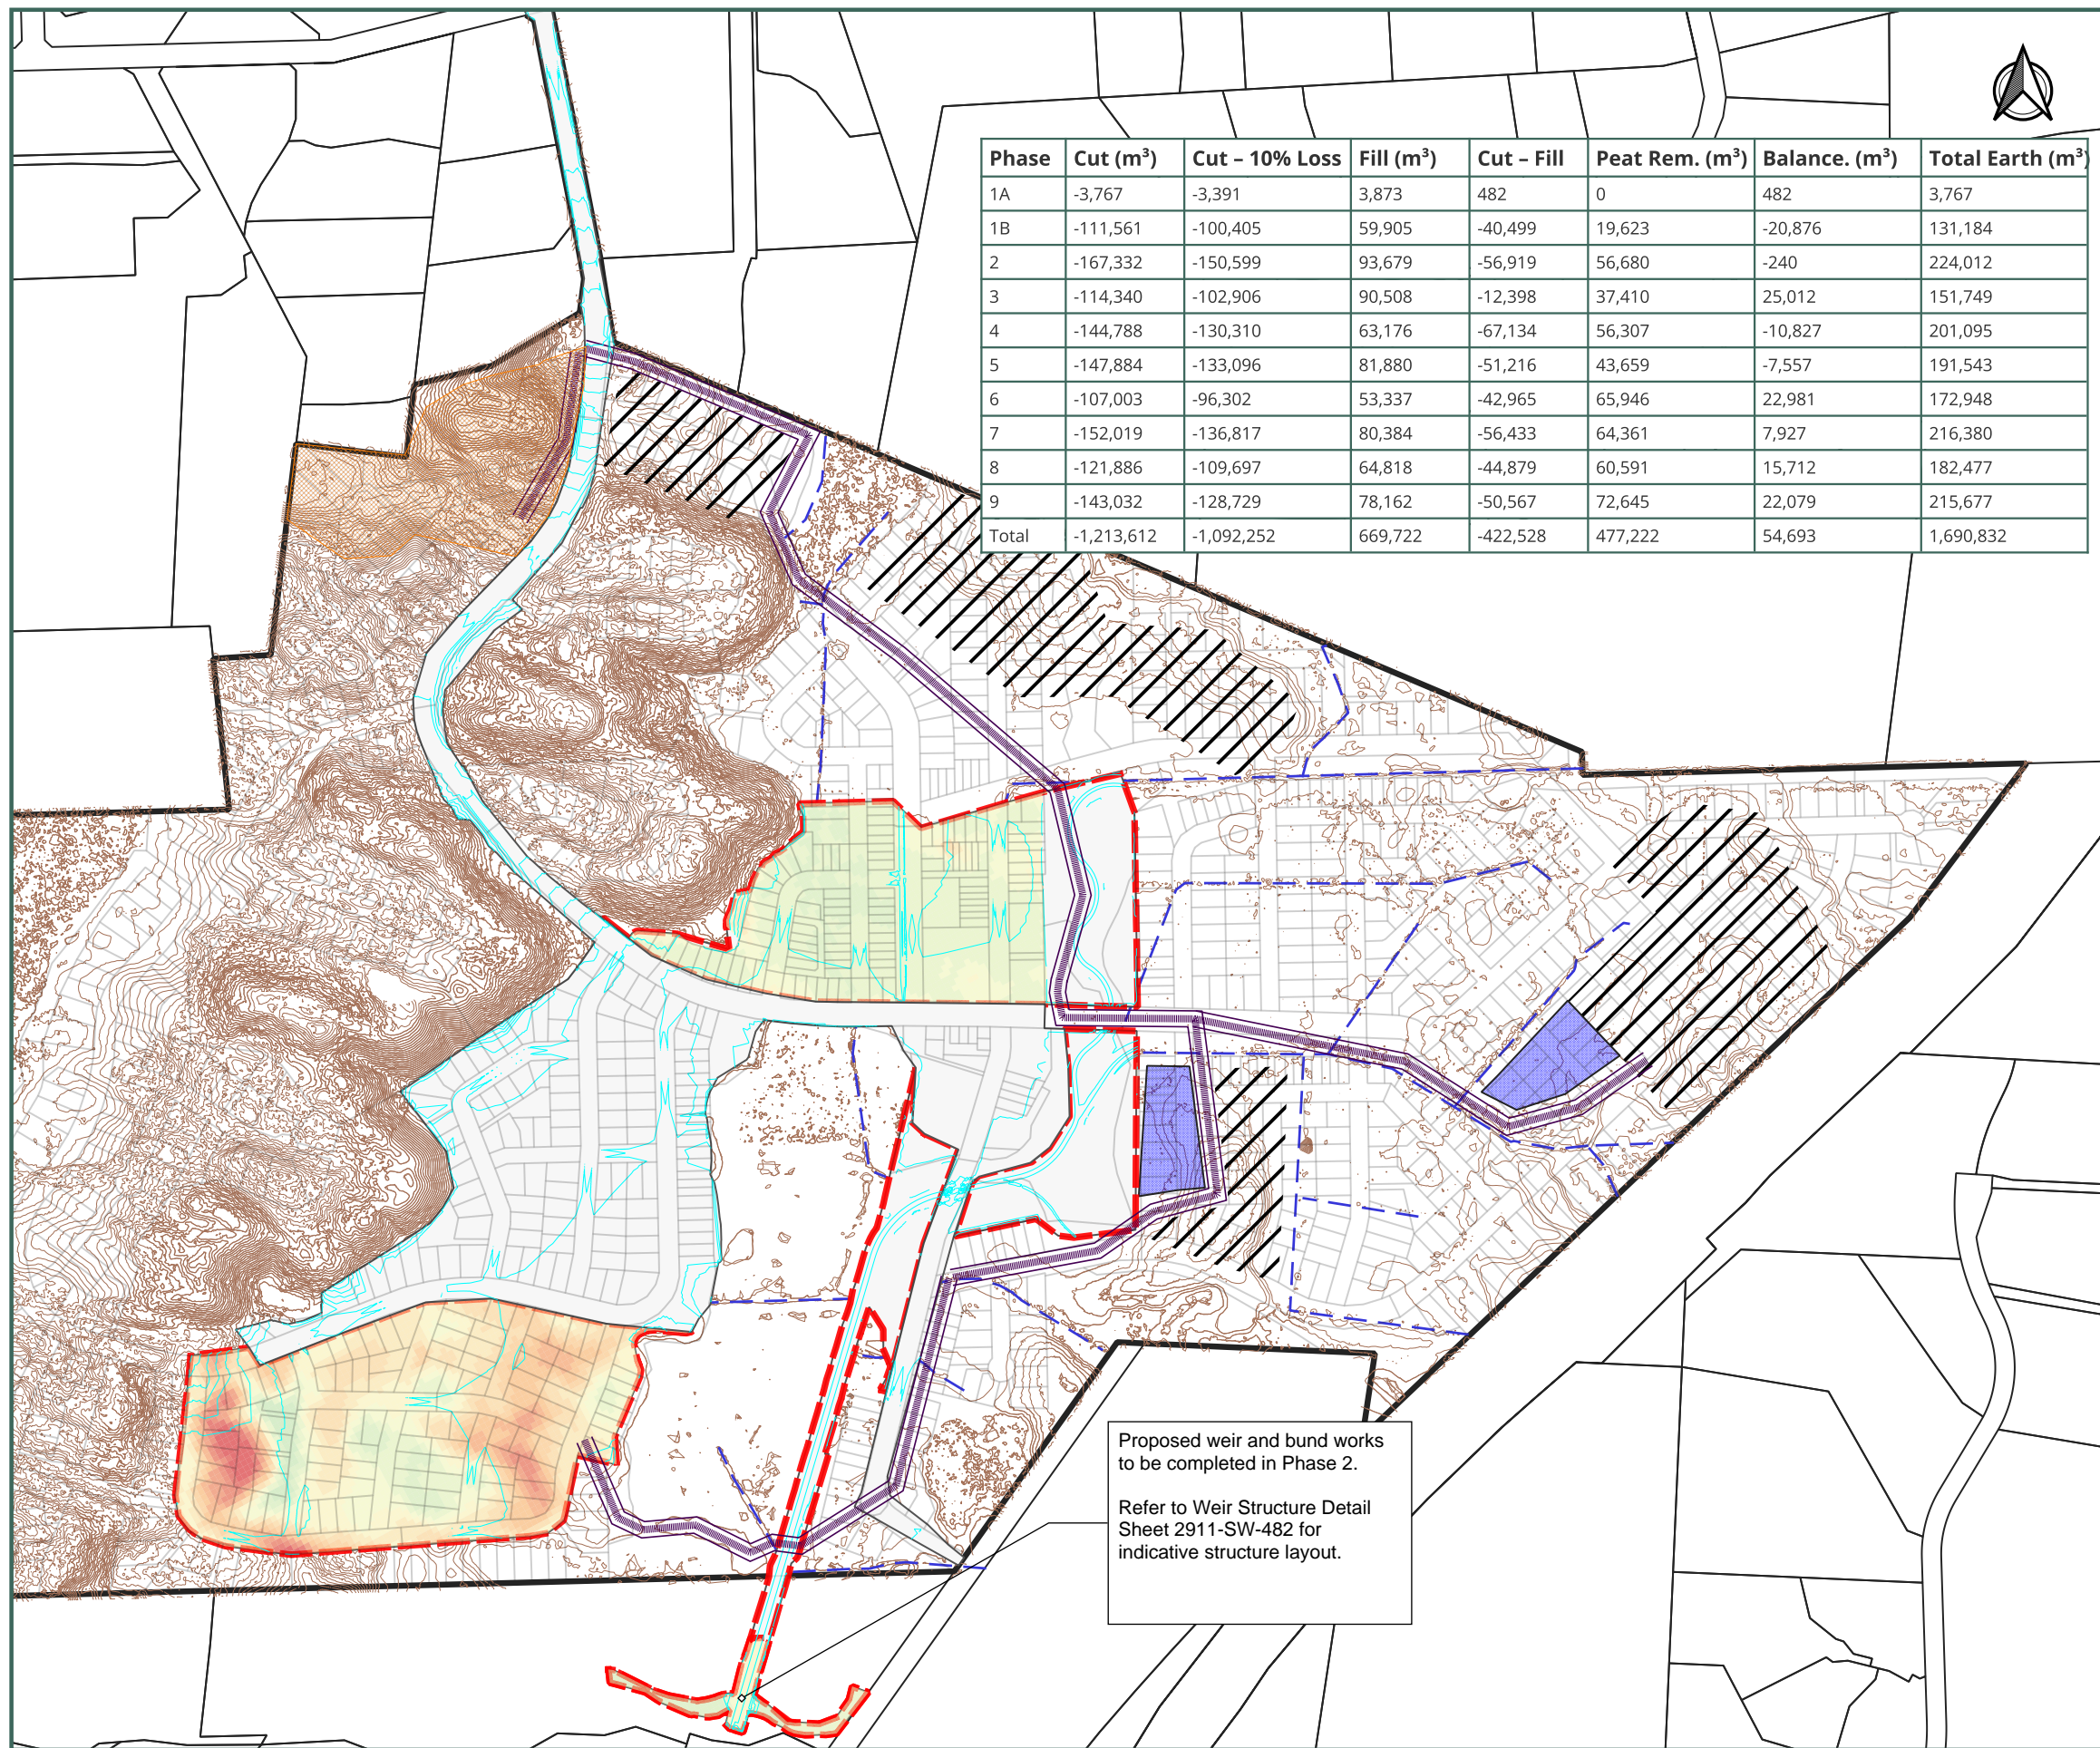 Phase Cut (m³) Cut – 10% Loss Fill (m³) Cut – Fill Peat Rem. (m³) Balance. (m³) Total Earth (m³)
1A -3,767 -3,391 3,873 482 0 482 3,767
1B -111,561 -100,405 59,905 -40,499 19,623 -20,876 131,184
2 -167,332 -150,599 93,679 -56,919 56,680 -240 224,012
3 -114,340 -102,906 90,508 -12,398 37,410 25,012 151,749
4 -144,788 -130,310 63,176 -67,134 56,307 -10,827 201,095
5 -147,884 -133,096 81,880 -51,216 43,659 -7,557 191,543
6 -107,003 -96,302 53,337 -42,965 65,946 22,981 172,948
7 -152,019 -136,817 80,384 -56,433 64,361 7,927 216,380
8 -121,886 -109,697 64,818 -44,879 60,591 15,712 182,477
9 -143,032 -128,729 78,162 -50,567 72,645 22,079 215,677
Total -1,213,612 -1,092,252 669,722 -422,528 477,222 54,693 1,690,832
Proposed weir and bund works
to be completed in Phase 2.
Refer to Weir Structure Detail
Sheet 2911-SW-482 for
indicative structure layout.